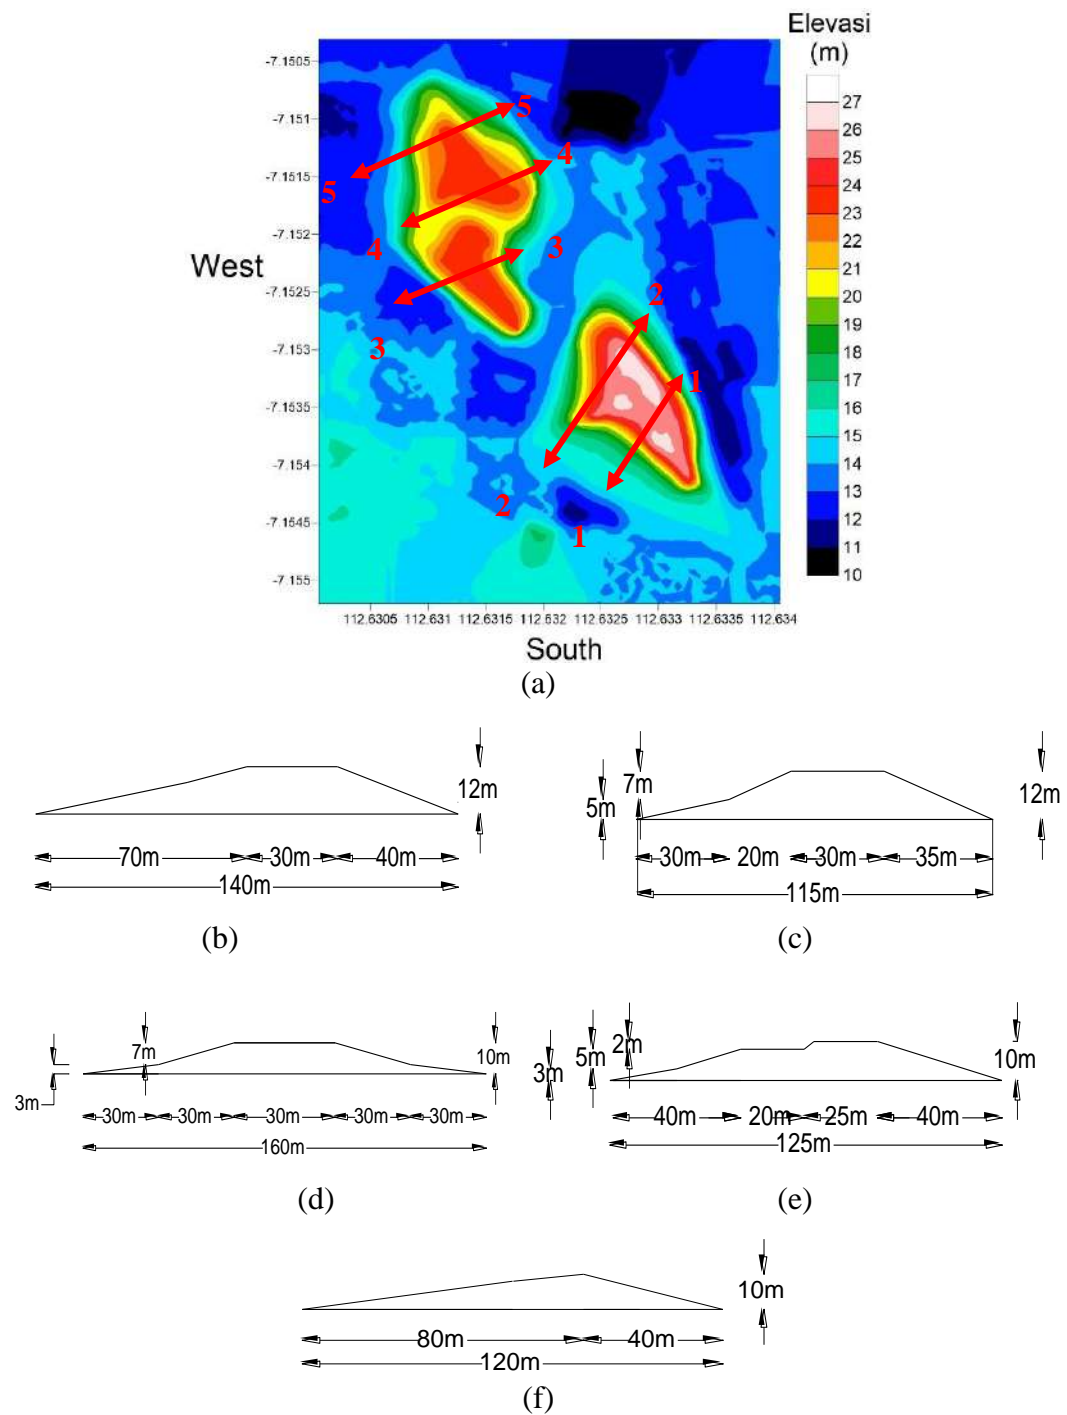 Elevasi
(m)
-7.1505
-7.151
-7.1515
-7.152
-7.1525
-7.153
-7.1535
-7.154
-7.1545
-7.155
West
5
4
5
4
3
3
2
1
2
1
27
26
25
24
23
22
21
20
19
18
17
16
15
14
13
12
11
10
112.6305 112.631 112.6315 112.632 112.6325 112.633 112.6335 112.634
South
(a)
12m
70m 30m 40m
140m
(b)
7m
5m
12m
30m 20m 30m 35m
115m
(c)
7m
10m
3m
30m 30m 30m 30m 30m
160m
(d)
2m
5m
3m
10m
40m 20m 25m 40m
125m
(e)
10m
80m 40m
120m
(f)